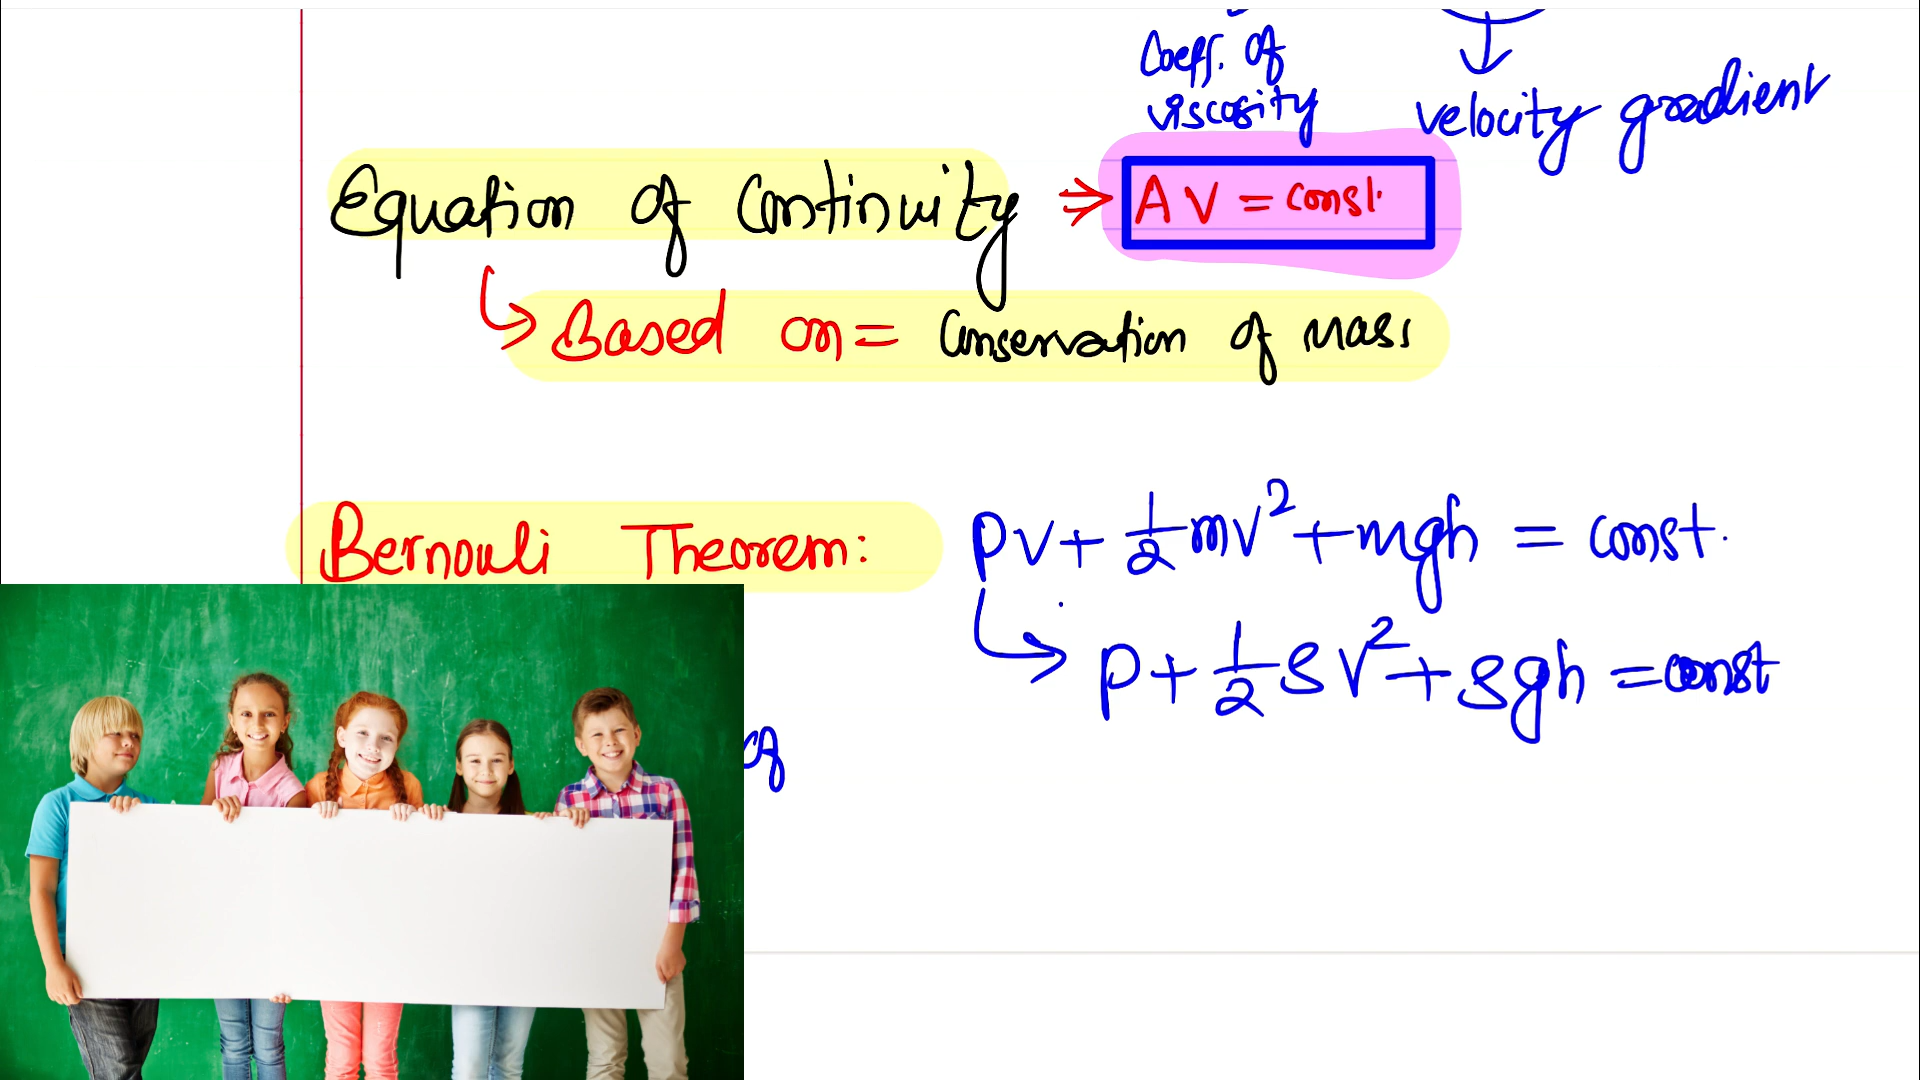 Coeff. of
viscosity
velocity gradient
Equation of Continuity ⇒ AV = const.
↳ Based on = Conservation of mass
Bernouli Theorem: PV + 1/2 mv² + mgh = const.
↳ P + 1/2 ρ v² + ρgh = const